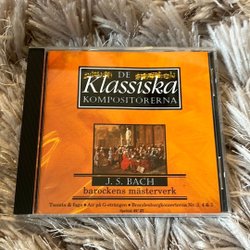 DE
Klassiska
KOMPOSITÖRERNA
J. S. BACH
barockens mästerverk
Toccata & fuga • Air på G-strängen • Brandenburgkonserterna Nr. 3, 4 & 5